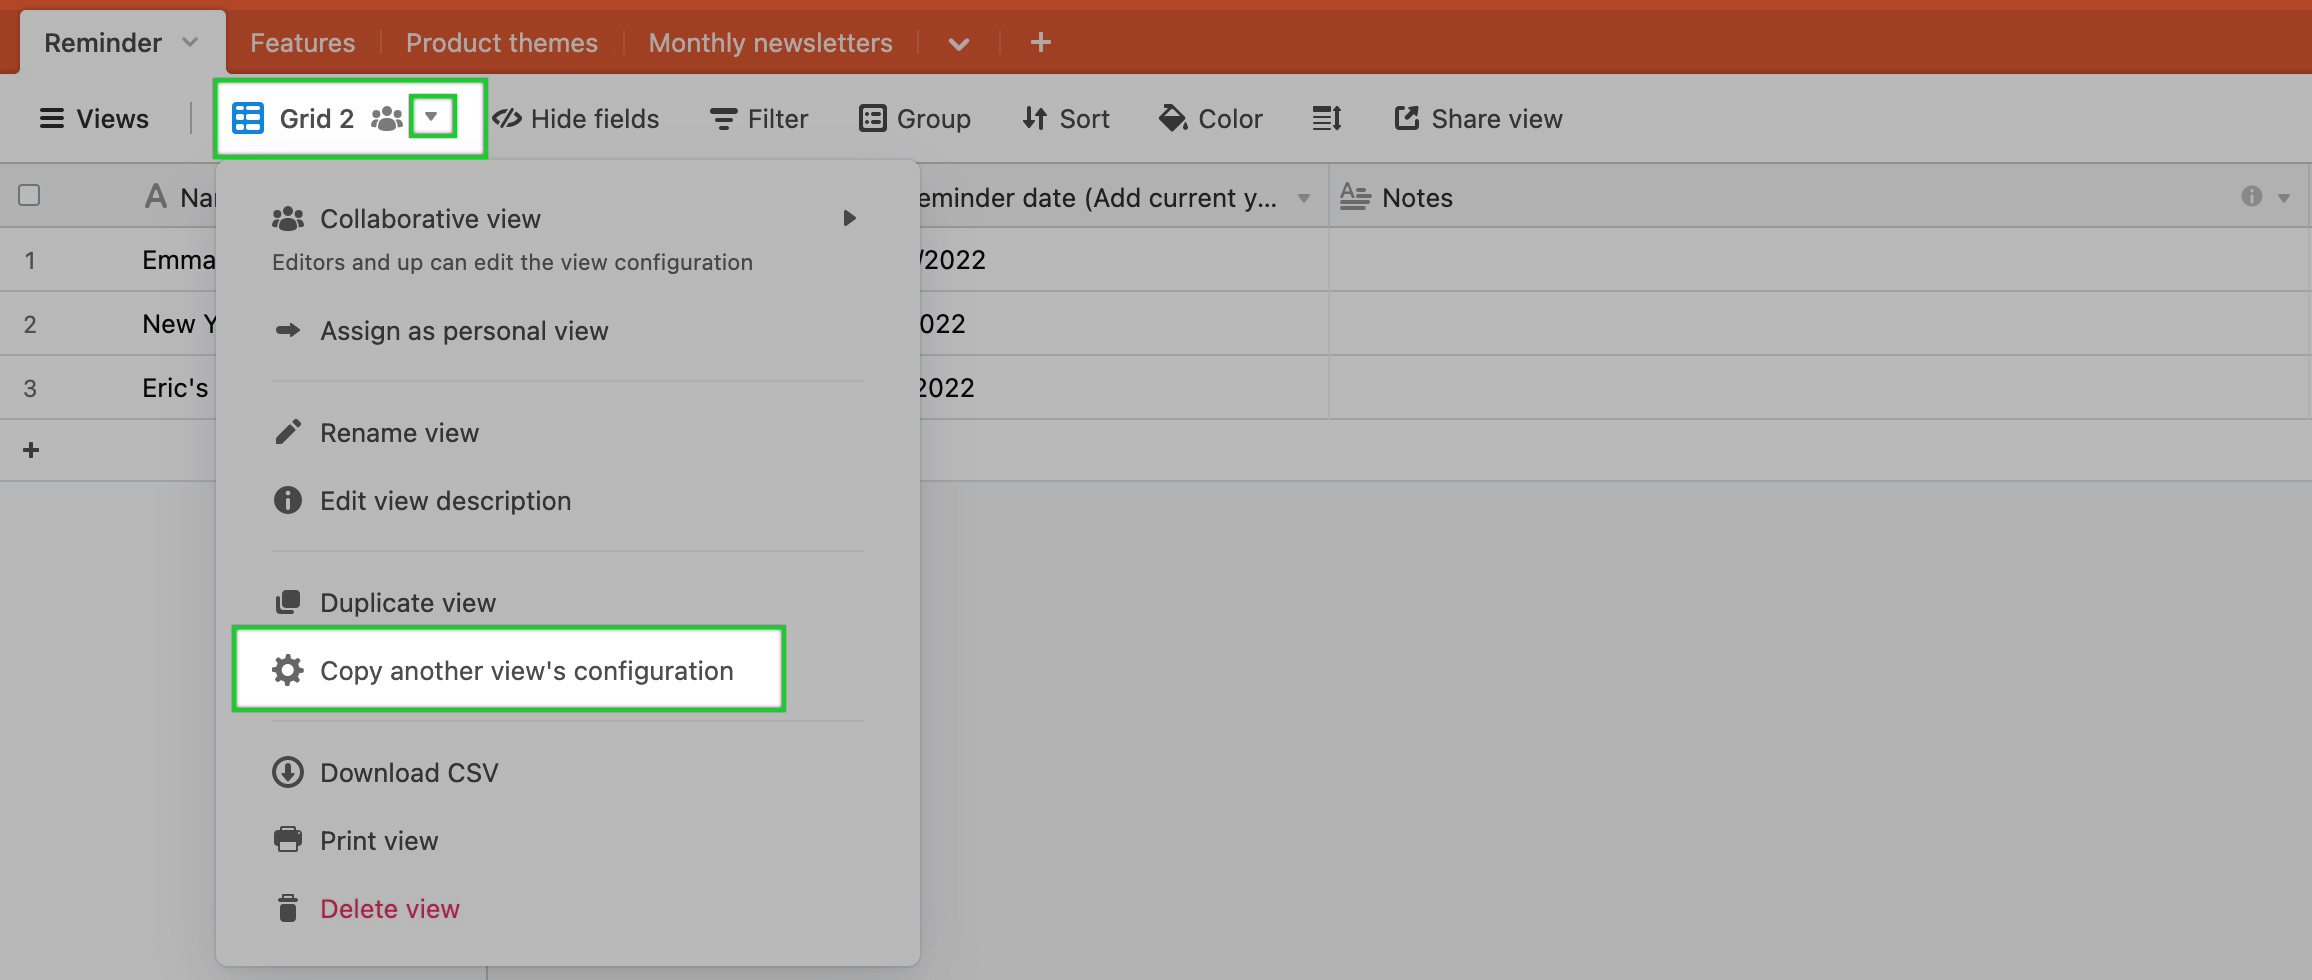 Reminder Features Product themes Monthly newsletters
Views Grid 2 Hide fields Filter Group Sort Color Share view
eminder date (Add current y... Notes
1 Emma /2022
2 New Y 022
3 Eric's 2022
Collaborative view
Editors and up can edit the view configuration
Assign as personal view
Rename view
Edit view description
Duplicate view
Copy another view's configuration
Download CSV
Print view
Delete view